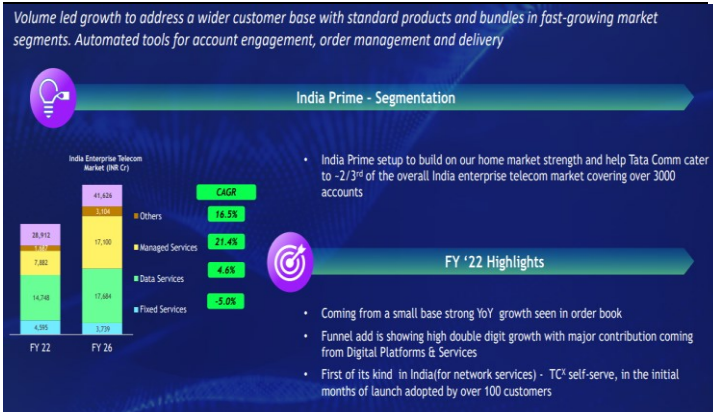 Volume led growth to address a wider customer base with standard products and bundles in fast-growing market
segments. Automated tools for account engagement, order management and delivery
India Prime - Segmentation
India Enterprise Telecom
Market (INR Cr)
28,912
1,687
7,882
14,748
4,595
FY 22
41,626
3,104
17,100
17,684
3,739
FY 26
Others
Managed Services
Data Services
Fixed Services
CAGR
16.5%
21.4%
4.6%
-5.0%
• India Prime setup to build on our home market strength and help Tata Comm cater
to ~2/3rd of the overall India enterprise telecom market covering over 3000
accounts
FY ‘22 Highlights
• Coming from a small base strong YoY growth seen in order book
• Funnel add is showing high double digit growth with major contribution coming
from Digital Platforms & Services
• First of its kind in India(for network services) - TCX self-serve, in the initial
months of launch adopted by over 100 customers